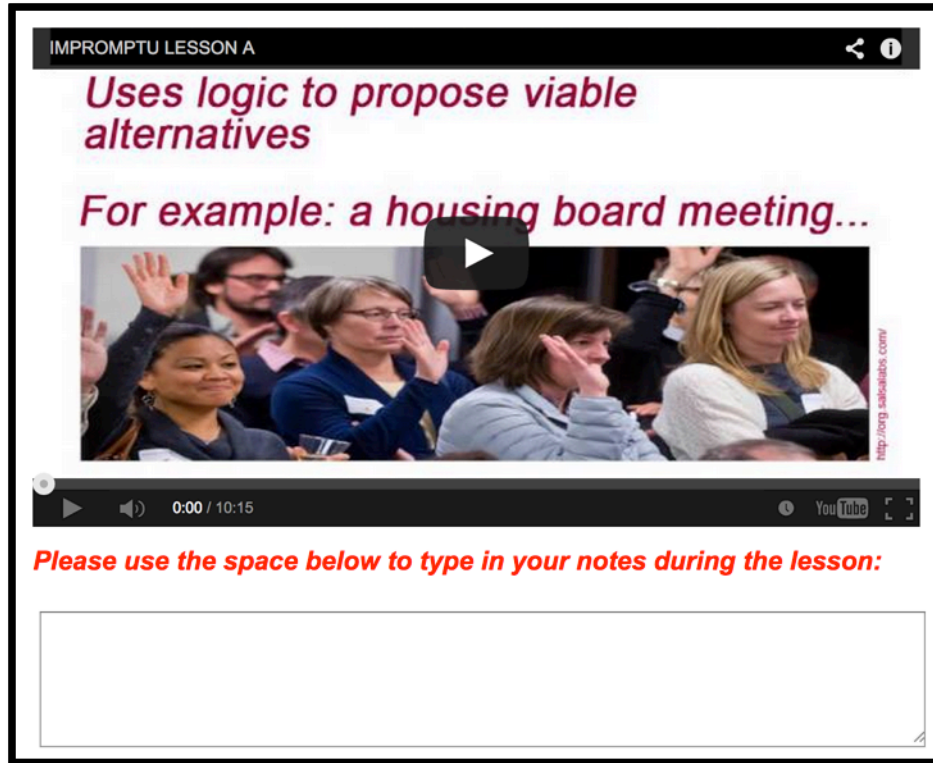 IMPROMPTU LESSON A
Uses logic to propose viable
alternatives
For example: a housing board meeting...
http://org.salsalabs.com/
0:00 / 10:15
YouTube
Please use the space below to type in your notes during the lesson: